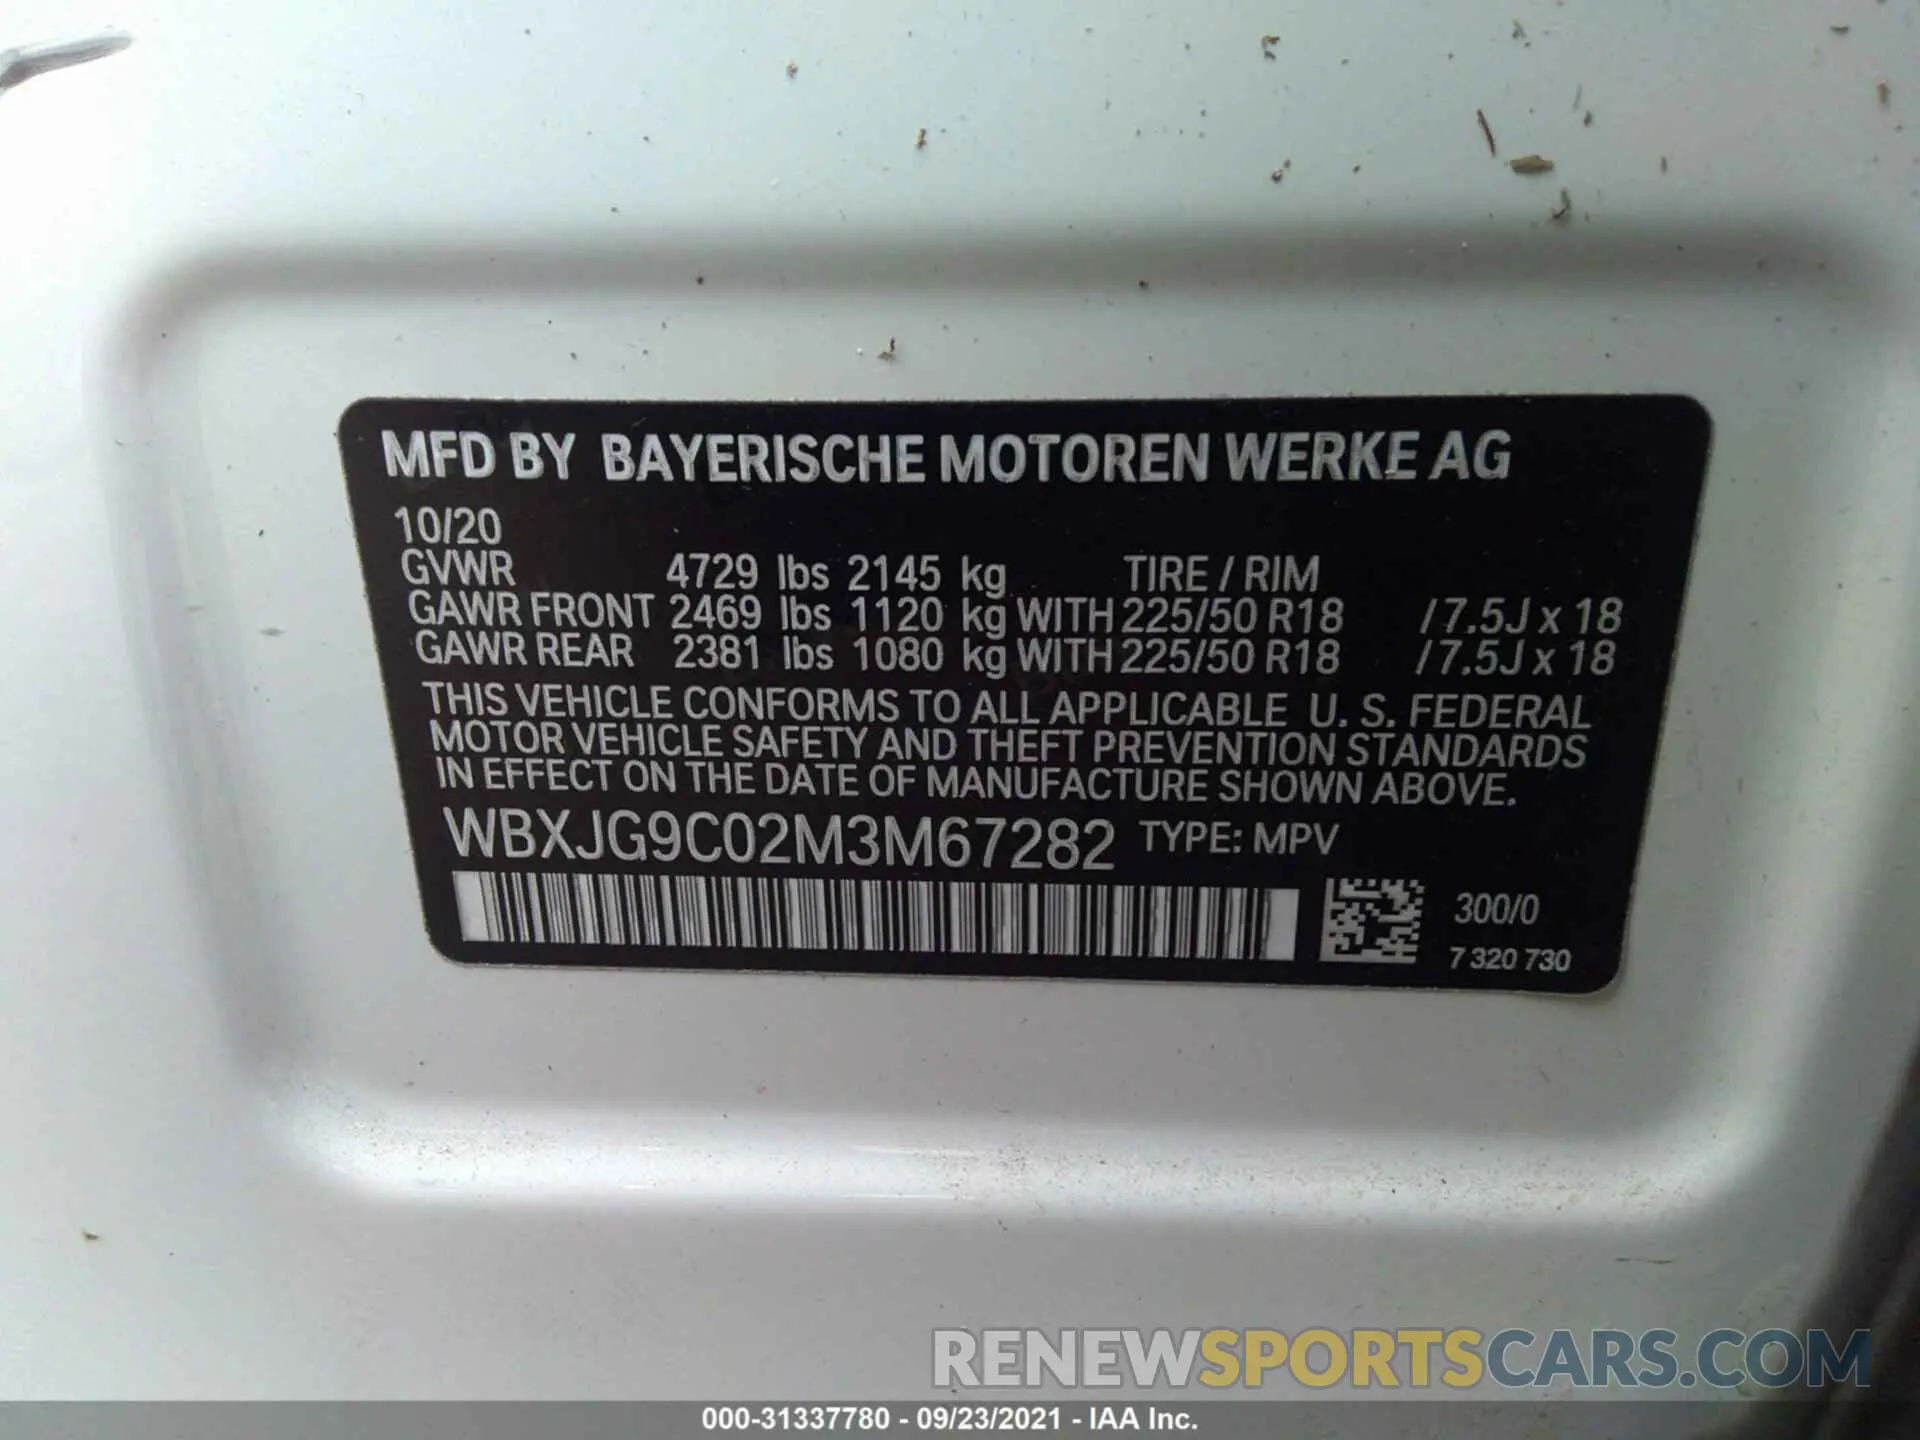 MFD BY BAYERISCHE MOTOREN WERKE AG
10/20
GVWR 4729 lbs 2145 kg TIRE / RIM
GAWR FRONT 2469 lbs 1120 kg WITH 225/50 R18 /7.5J x 18
GAWR REAR 2381 lbs 1080 kg WITH 225/50 R18 /7.5J x 18
THIS VEHICLE CONFORMS TO ALL APPLICABLE U. S. FEDERAL
MOTOR VEHICLE SAFETY AND THEFT PREVENTION STANDARDS
IN EFFECT ON THE DATE OF MANUFACTURE SHOWN ABOVE.
WBXJG9C02M3M67282 TYPE: MPV
300/0
7 320 730
RENEWSPORTSCARS.COM
000-31337780 - 09/23/2021 - IAA Inc.